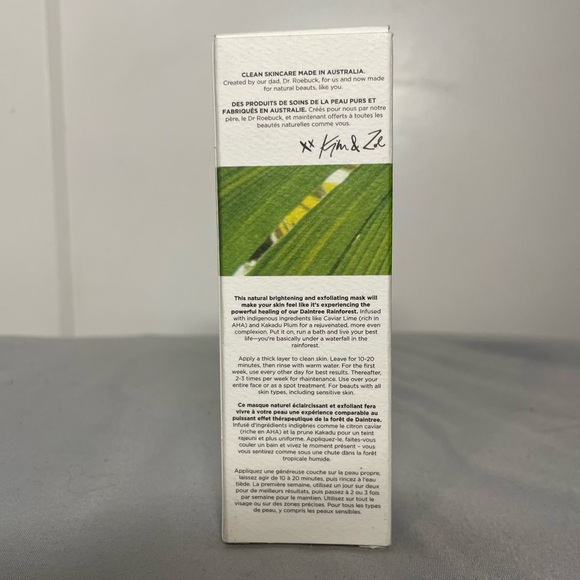 CLEAN SKINCARE MADE IN AUSTRALIA.
Created by our dad, Dr. Roebuck, for us and now made
for natural beauts, like you.
DES PRODUITS DE SOINS DE LA PEAU PURS ET
FABRIQUÉS EN AUSTRALIE. Créés pour nous par notre
père, le Dr Roebuck, et maintenant offerts à toutes les
beautés naturelles comme vous.
xx Kim & Zoe
This natural brightening and exfoliating mask will
make your skin feel like it's experiencing the
powerful healing of our Daintree Rainforest. Infused
with indigenous ingredients like Caviar Lime (rich in
AHA) and Kakadu Plum for a rejuvenated, more even
complexion. Put it on, run a bath and live your best
life—you're basically under a waterfall in the
rainforest.
Apply a thick layer to clean skin. Leave for 10-20
minutes, then rinse with warm water. For the first
week, use every other day for best results. Thereafter,
2-3 times per week for maintenance. Use over your
entire face or as a spot treatment. For beauts with all
skin types, including sensitive skin.
Ce masque naturel éclaircissant et exfoliant fera
vivre à votre peau une expérience comparable au
puissant effet thérapeutique de la forêt de Daintree.
Infusé d'ingrédients indigènes comme le citron caviar
(riche en AHA) et la prune Kakadu pour un teint
rajeuni et plus uniforme. Appliquez-le, faites-vous
couler un bain et vivez le moment présent – vous
vous sentirez comme sous une chute dans la forêt
tropicale humide.
Appliquez une généreuse couche sur la peau propre,
laissez agir de 10 à 20 minutes, puis rincez à l'eau
tiède. La première semaine, utilisez un jour sur deux
pour de meilleurs résultats, puis passez à 2 ou 3 fois
par semaine pour le maintien. Utilisez sur tout le
visage ou sur des zones précises. Pour tous les types
de peau, y compris les peaux sensibles.